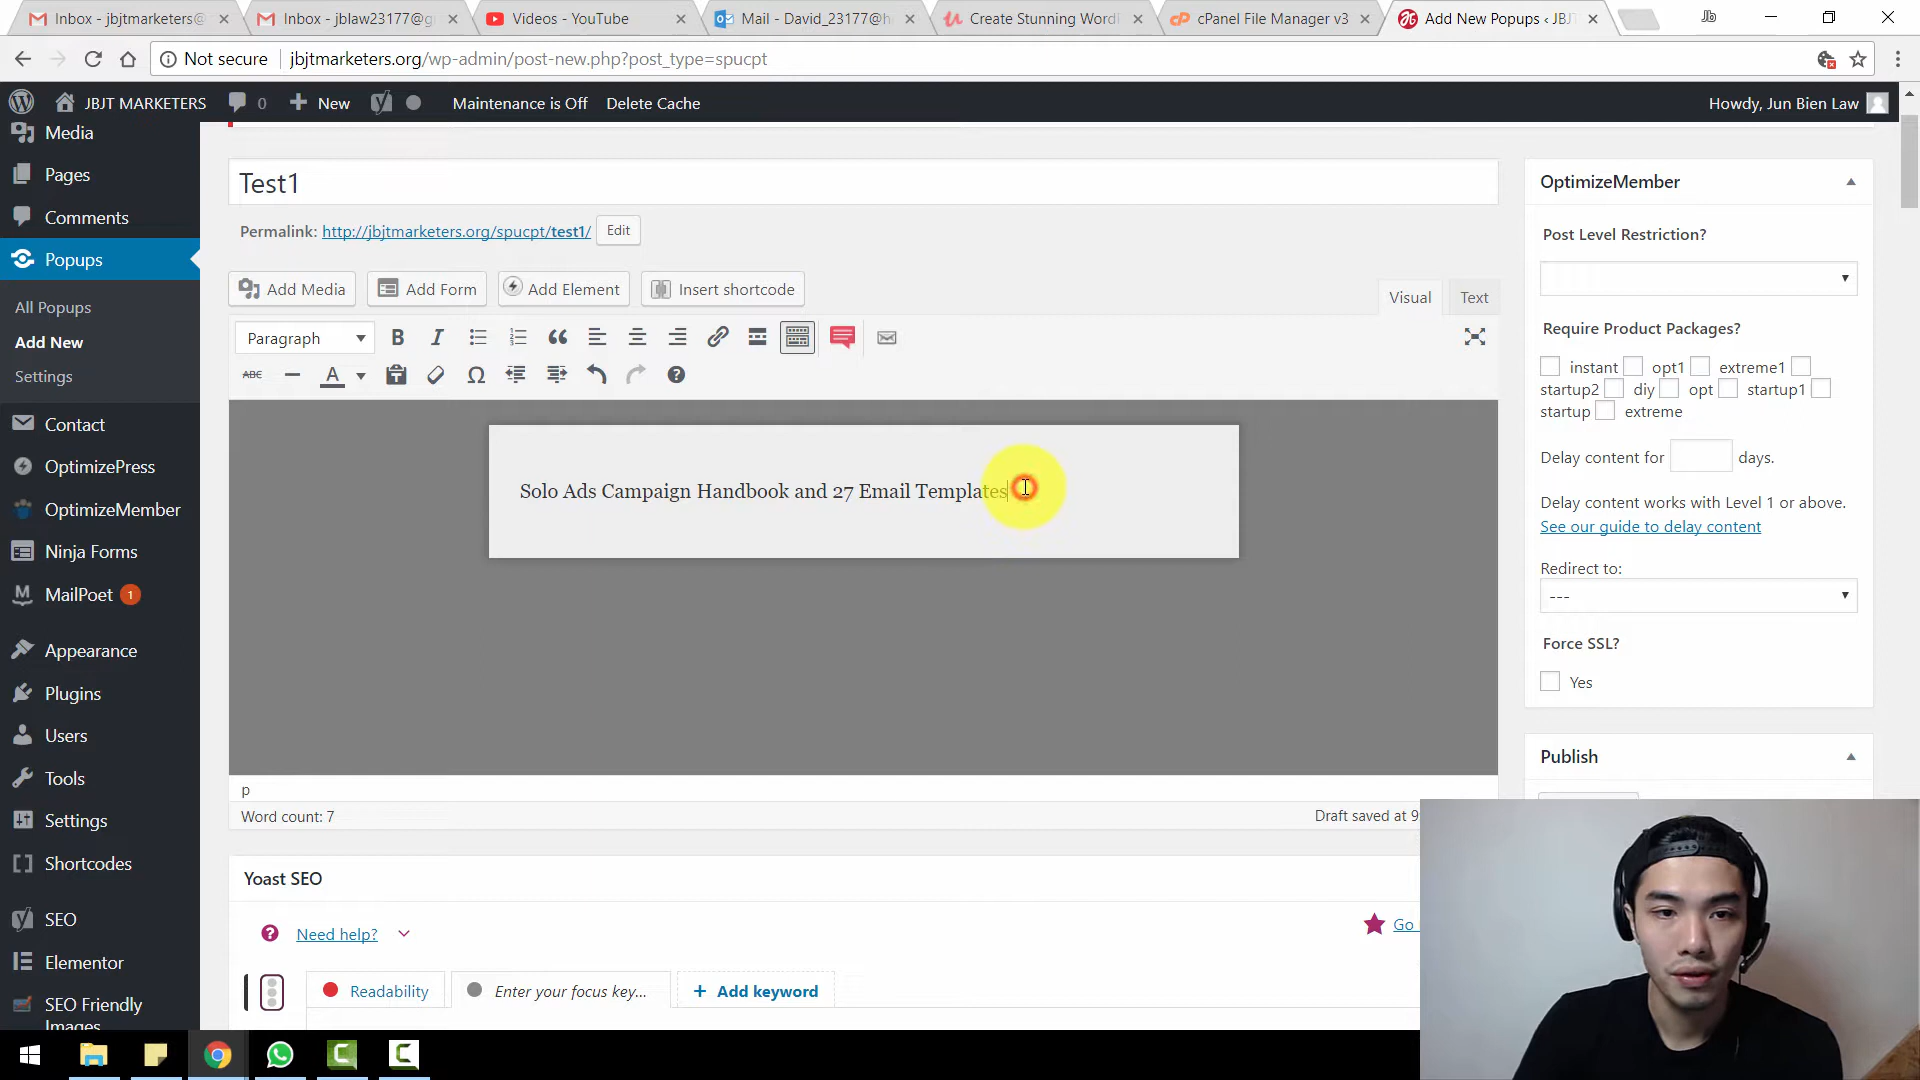 Inbox - jbjtmarketers@
Inbox - jblaw23177@g
Videos - YouTube
Mail - David_23177@h
Create Stunning Word
cPanel File Manager v3
Add New Popups ‹ JBJT
Jb
Not secure
jbjtmarketers.org/wp-admin/post-new.php?post_type=spucpt
JBJT MARKETERS
0
New
Maintenance is Off
Delete Cache
Howdy, Jun Bien Law
Media
Pages
Comments
Popups
All Popups
Add New
Settings
Contact
OptimizePress
OptimizeMember
Ninja Forms
MailPoet 1
Appearance
Plugins
Users
Tools
Settings
Shortcodes
SEO
Elementor
SEO Friendly
Images
Test1
Permalink: http://jbjtmarketers.org/spucpt/test1/ Edit
Add Media
Add Form
Add Element
Insert shortcode
Visual
Text
Paragraph
B
I
ABC
A
Solo Ads Campaign Handbook and 27 Email Templates
p
Word count: 7
Draft saved at 9
Yoast SEO
Need help?
Go
Readability
Enter your focus key...
Add keyword
OptimizeMember
Post Level Restriction?
Require Product Packages?
instant opt1 extreme1
startup2 diy opt startup1
startup extreme
Delay content for days.
Delay content works with Level 1 or above.
See our guide to delay content
Redirect to:
---
Force SSL?
Yes
Publish